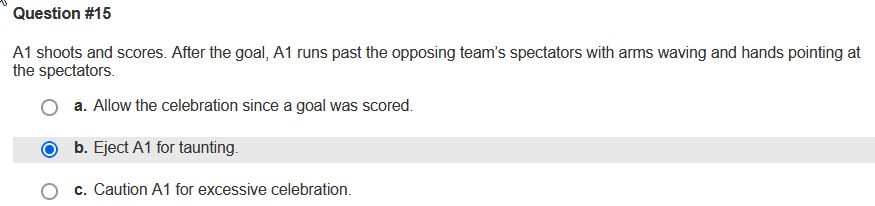 Question #15
A1 shoots and scores. After the goal, A1 runs past the opposing team's spectators with arms waving and hands pointing at
the spectators.
a. Allow the celebration since a goal was scored.
b. Eject A1 for taunting.
c. Caution A1 for excessive celebration.